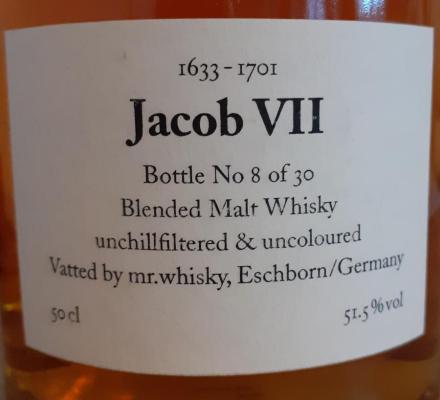 1633-1701
Jacob VII
Bottle No 8 of 30
Blended Malt Whisky
unchillfiltered & uncoloured
Vatted by mr.whisky, Eschborn/Germany
50 cl 51.5%vol